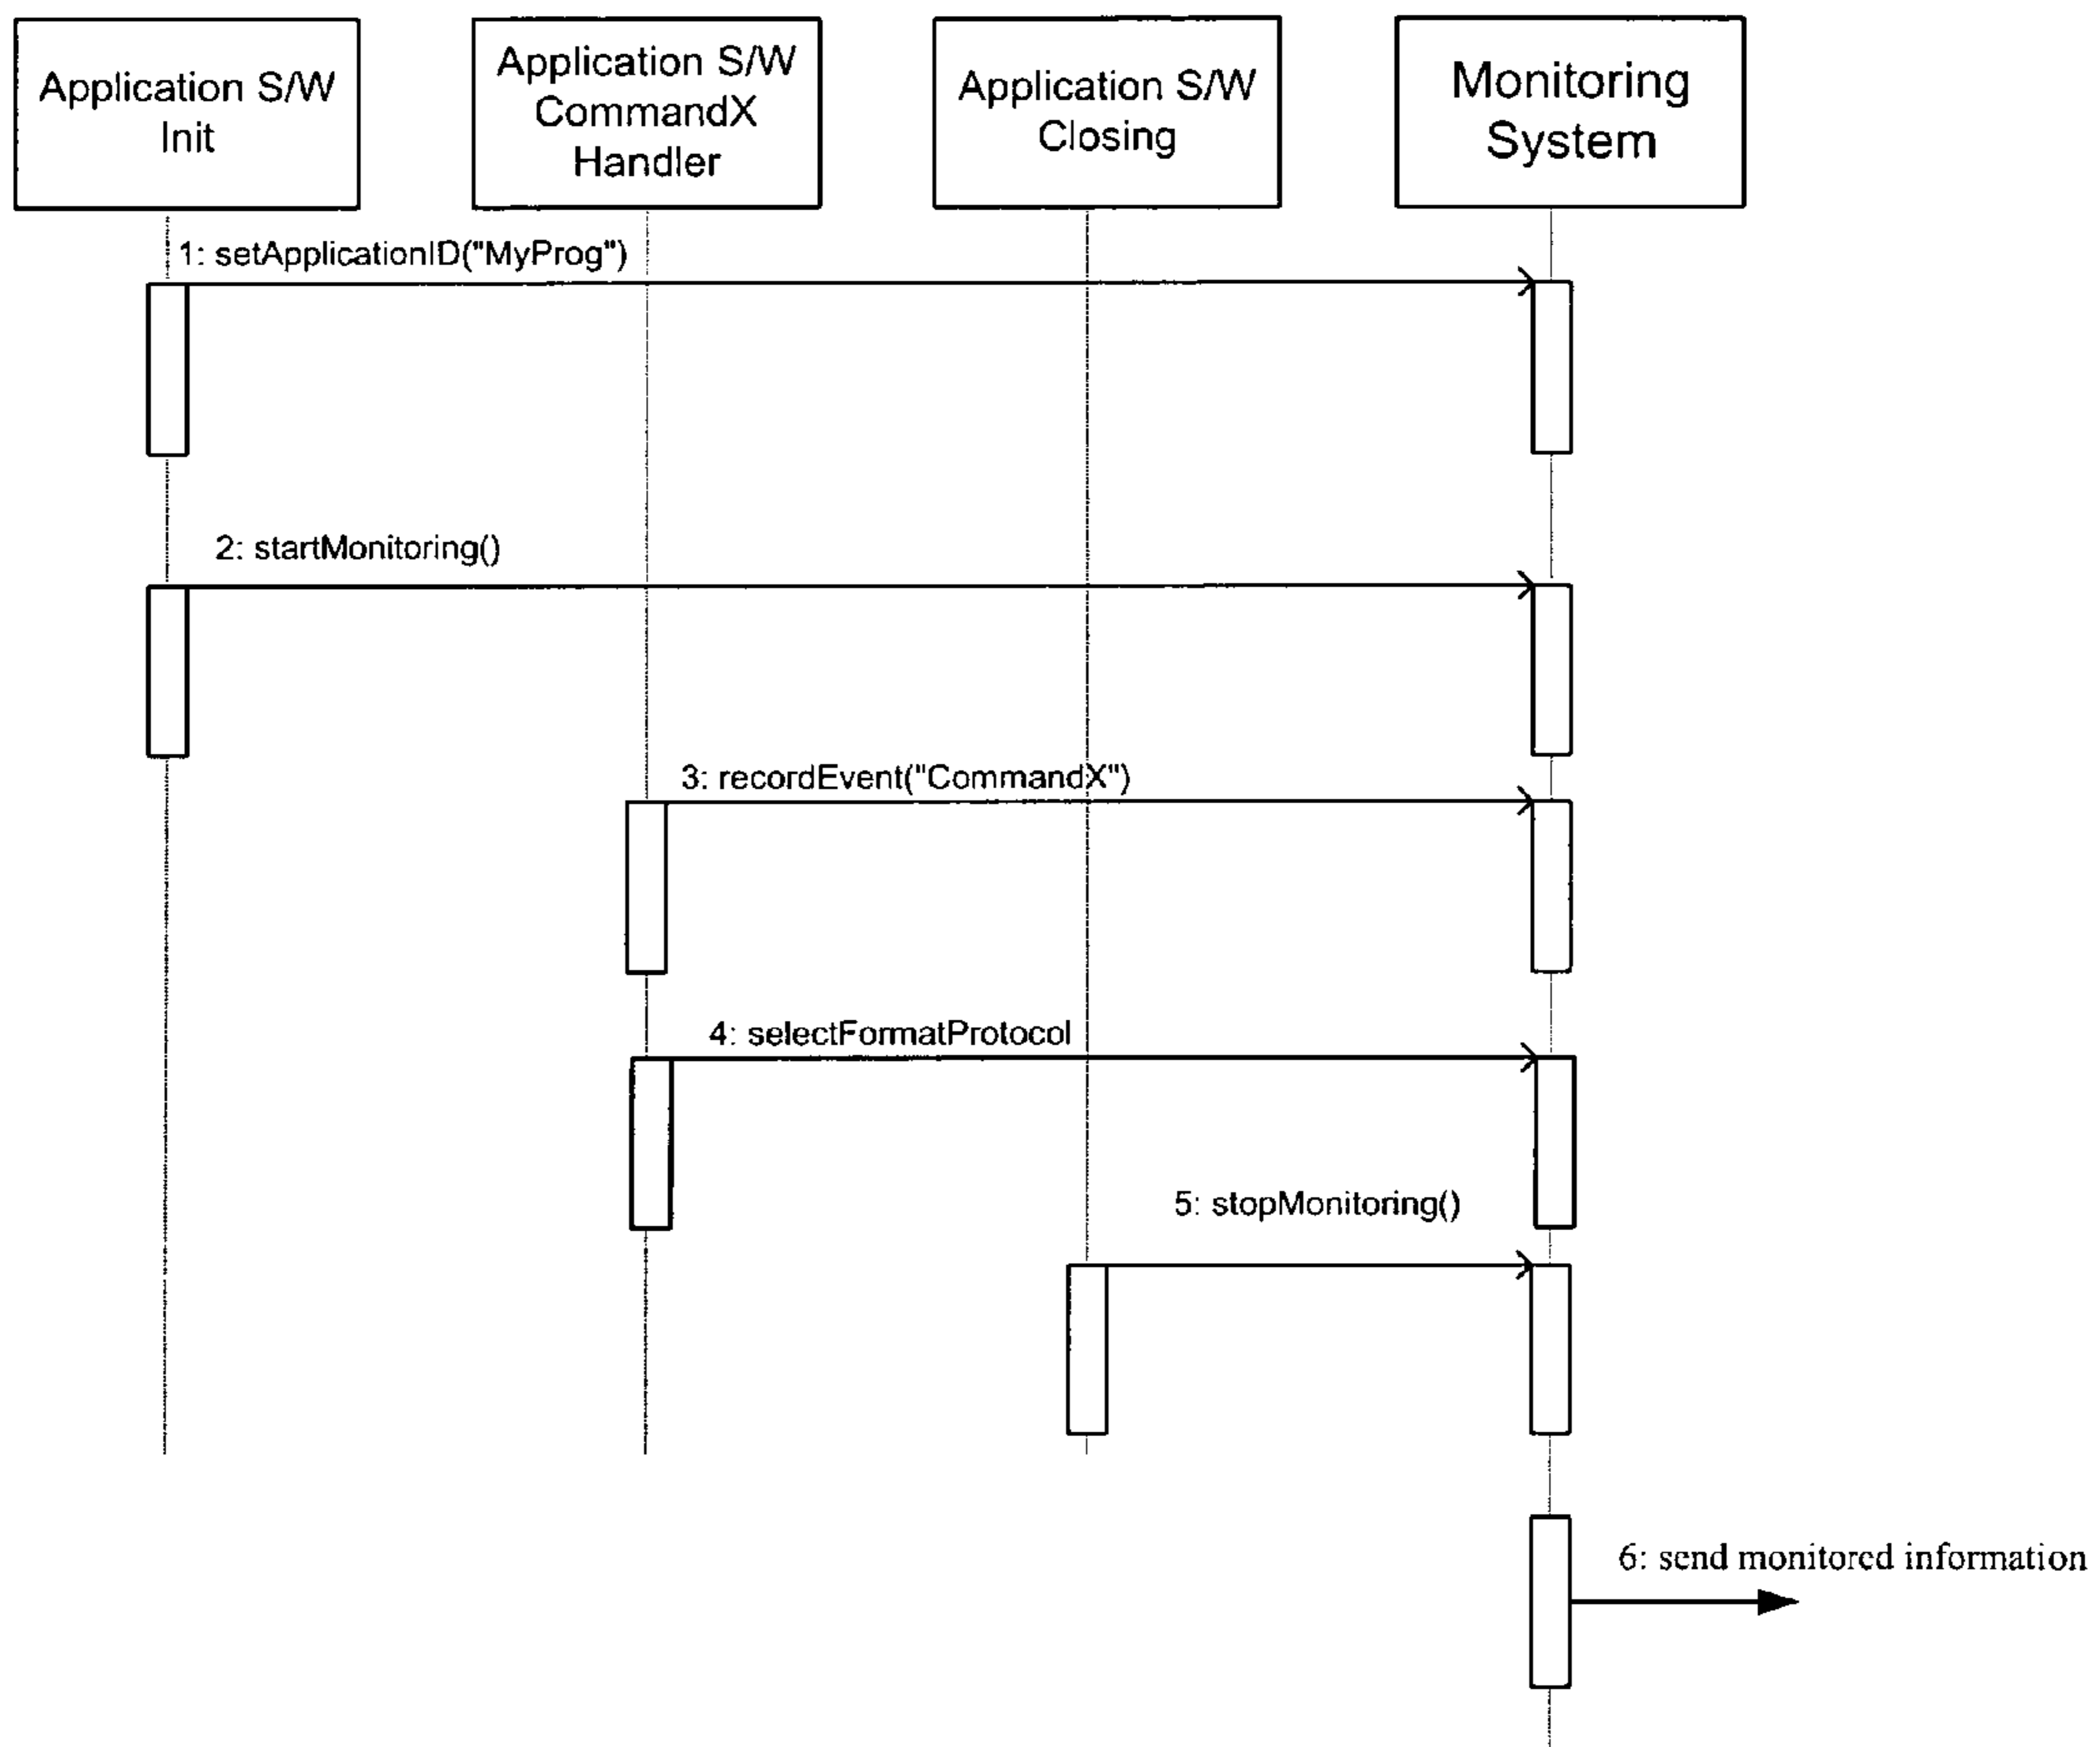 Application S/W
Init
Application S/W
CommandX
Handler
Application S/W
Closing
Monitoring
System
1: setApplicationID("MyProg")
2: startMonitoring()
3: recordEvent("CommandX")
4: selectFormatProtocol
5: stopMonitoring()
6: send monitored information